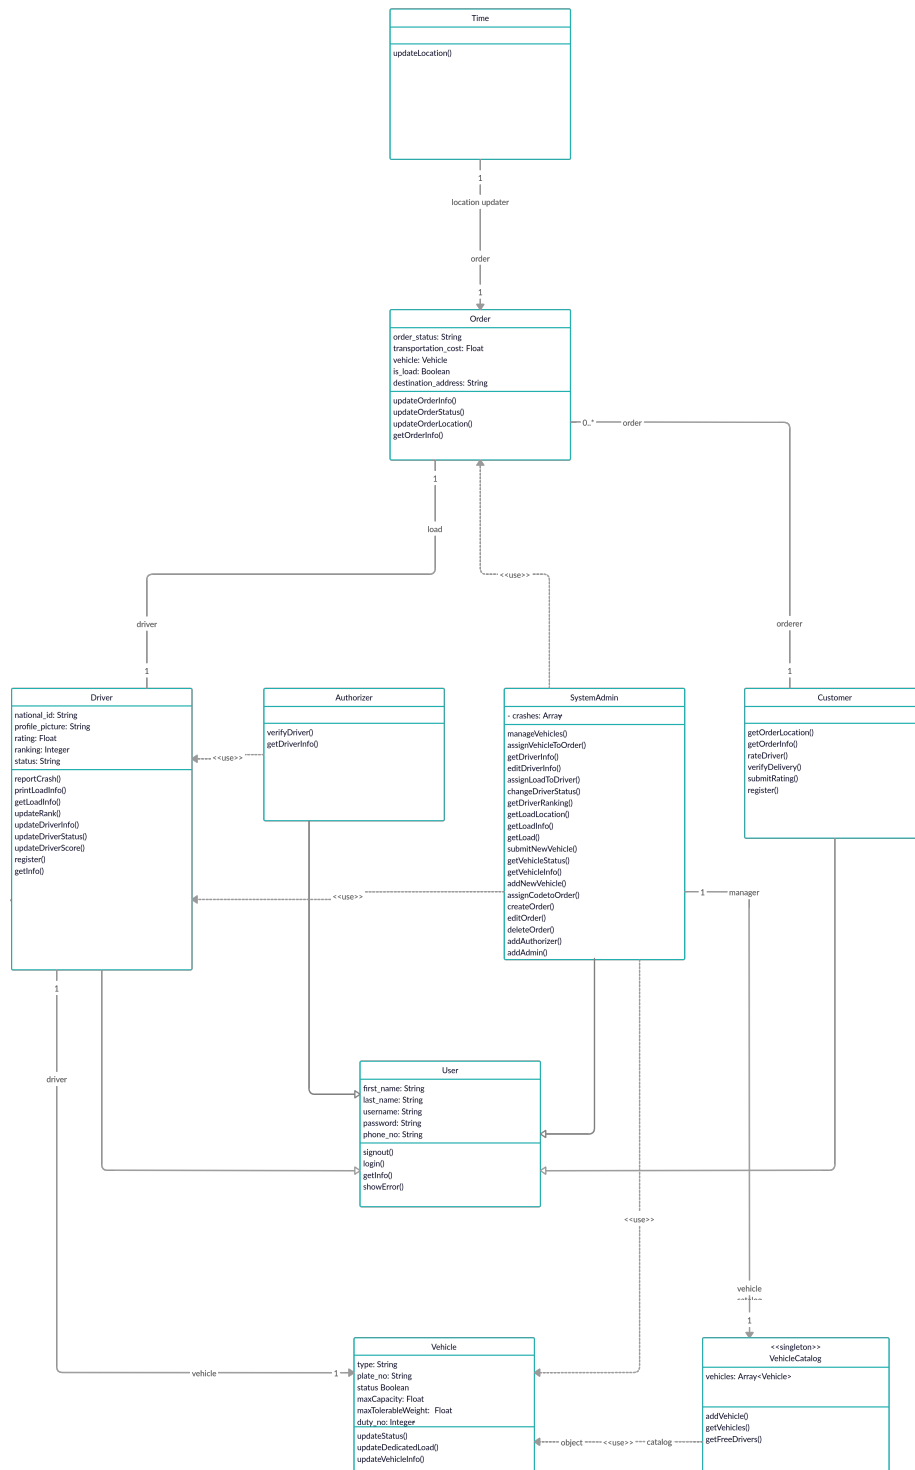 Time
updateLocation()
1
location updater
order
1
Order
order_status: String
transportation_cost: Float
vehicle: Vehicle
is_load: Boolean
destination_address: String
updateOrderInfo()
updateOrderStatus()
updateOrderLocation()
getOrderInfo()
0..*
order
1
load
<<use>>
driver
orderer
1
1
Driver
national_id: String
profile_picture: String
rating: Float
ranking: Integer
status: String
reportCrash()
printLoadInfo()
getLoadInfo()
updateRank()
updateDriverInfo()
updateDriverStatus()
updateDriverScore()
register()
getInfo()
Authorizer
verifyDriver()
getDriverInfo()
<<use>>
SystemAdmin
- crashes: Array
manageVehicles()
assignVehicleToOrder()
getDriverInfo()
editDriverInfo()
assignLoadToDriver()
changeDriverStatus()
getDriverRanking()
getLoadLocation()
getLoadInfo()
getLoad()
submitNewVehicle()
getVehicleStatus()
getVehicleInfo()
addNewVehicle()
assignCodetoOrder()
createOrder()
editOrder()
deleteOrder()
addAuthorizer()
addAdmin()
Customer
getOrderLocation()
getOrderInfo()
rateDriver()
verifyDelivery()
submitRating()
register()
<<use>>
1
manager
1
driver
User
first_name: String
last_name: String
username: String
password: String
phone_no: String
signout()
login()
getInfo()
showError()
<<use>>
vehicle
1
vehicle
1
Vehicle
type: String
plate_no: String
status Boolean
maxCapacity: Float
maxTolerableWeight: Float
duty_no: Integer
updateStatus()
updateDedicatedLoad()
updateVehicleInfo()
object
<<use>>
catalog
<<singleton>>
VehicleCatalog
vehicles: Array<Vehicle>
addVehicle()
getVehicles()
getFreeDrivers()